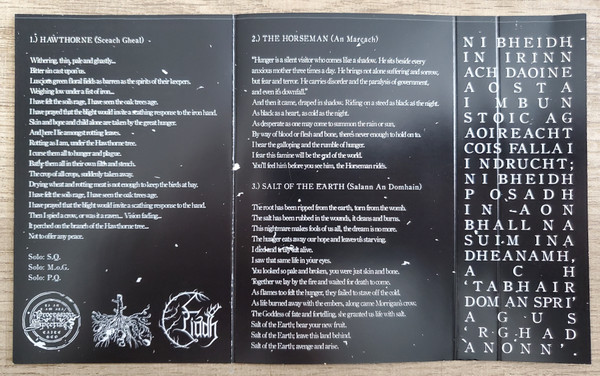 1.) HAWTHORNE (Sceach Gheal)
Withering, thin, pale and ghastly...
Bitter sin cast upon us.
Luscious green floral fields as barren as the spirits of their keepers.
Weighing low under a fist of iron...
I have felt the soils rage, I have seen the oak trees age.
I have prayed that the blight would invite a scathing response to the iron hand.
Skin and hope and child alone are taken by the great hunger.
And here I lie amongst rotting leaves.
Rotting as I am, under the Hawthorne tree.
I curse them all to hunger and plague.
them all in their own filth and stench.
The crop of all crops, suddenly taken away.
Drying wheat and rotting meat is not enough to keep the birds at bay.
I have felt the soils rage, I have seen the oak trees age.
I have prayed that the blight would invite a scathing response to the hand.
Then I spied a crow, or was it a raven... Vision fading...
It perched on the branch of the Hawthorne tree...
Not to offer any peace.
Solo: S.Q.
Solo: M.o.G.
Solo: P.Q.
2.) THE HORSEMAN (An Marcach)
"Hunger is a silent visitor who comes like a shadow. He sits beside every
anxious mother three times a day. He brings not alone suffering and sorrow,
but fear and terror. He carries disorder and the paralysis of government,
and even it's downfall."
And then it came, draped in shadow. Riding on a steed as black at the night.
As black as a heart, as cold as the night.
As desperate as one may come to summon the rain or sun,
By way of blood or flesh and bone, there's never enough to hold on to.
I hear the galloping and the rumble of hunger.
I fear this famine will be the end of the world.
You'll feel him before you see him, the Horseman rides.
3.) SALT OF THE EARTH (Salann An Domhain)
The root has been ripped from the earth, torn from the womb.
The salt has been rubbed in the wounds, it cleans and burns.
This nightmare makes fools of us all, the dream is no more.
The hunger eats away our hope and leaves us starving.
I died and yet felt alive.
I saw that same life in your eyes.
You looked so pale and broken, you were just skin and bone.
Together we lay by the fire and waited for death to come.
As flames too felt the hunger, they failed to stave off the cold.
As life burned away with the embers, along came Morrigan's crow.
The Goddess of fate and fortelling, she granted us life with salt.
Salt of the Earth; bear your new fruit.
Salt of the Earth; leave this land behind.
Salt of the Earth; avenge and arise.
NI BHEIDH
IN IRINN
ACH DAOINE
AOSTA
I MBUN
STOIC AG
AOIREACHT
COIS FALLAI
I NDRUCHT;
NI BHEIDH
POSADH
IN AON
BHALL NA
SUIM INA
DHEANAMH,
ACH
'TABHAIR
DOM AN SPRI'
AGUS
'RGHAD
ANONN'.